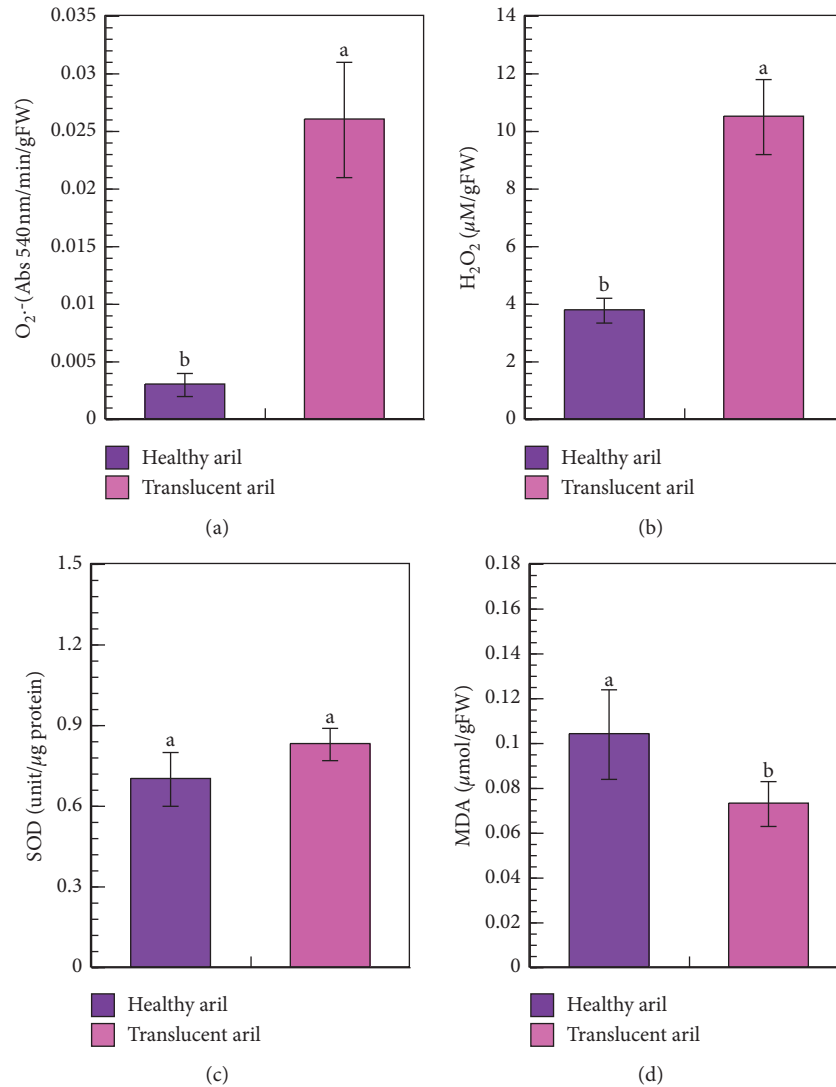 0.035
0.03
0.025
0.02
0.015
0.01
0.005
0
O₂·-(Abs 540 nm/min/gFW)
b
a
Healthy aril
Translucent aril
(a)
14
12
10
8
6
4
2
0
H₂O₂ (µM/gFW)
b
a
Healthy aril
Translucent aril
(b)
1.5
1.2
0.9
0.6
0.3
0
SOD (unit/µg protein)
a
a
Healthy aril
Translucent aril
(c)
0.18
0.16
0.14
0.12
0.1
0.08
0.06
0.04
0.02
0
MDA (µmol/gFW)
a
b
Healthy aril
Translucent aril
(d)